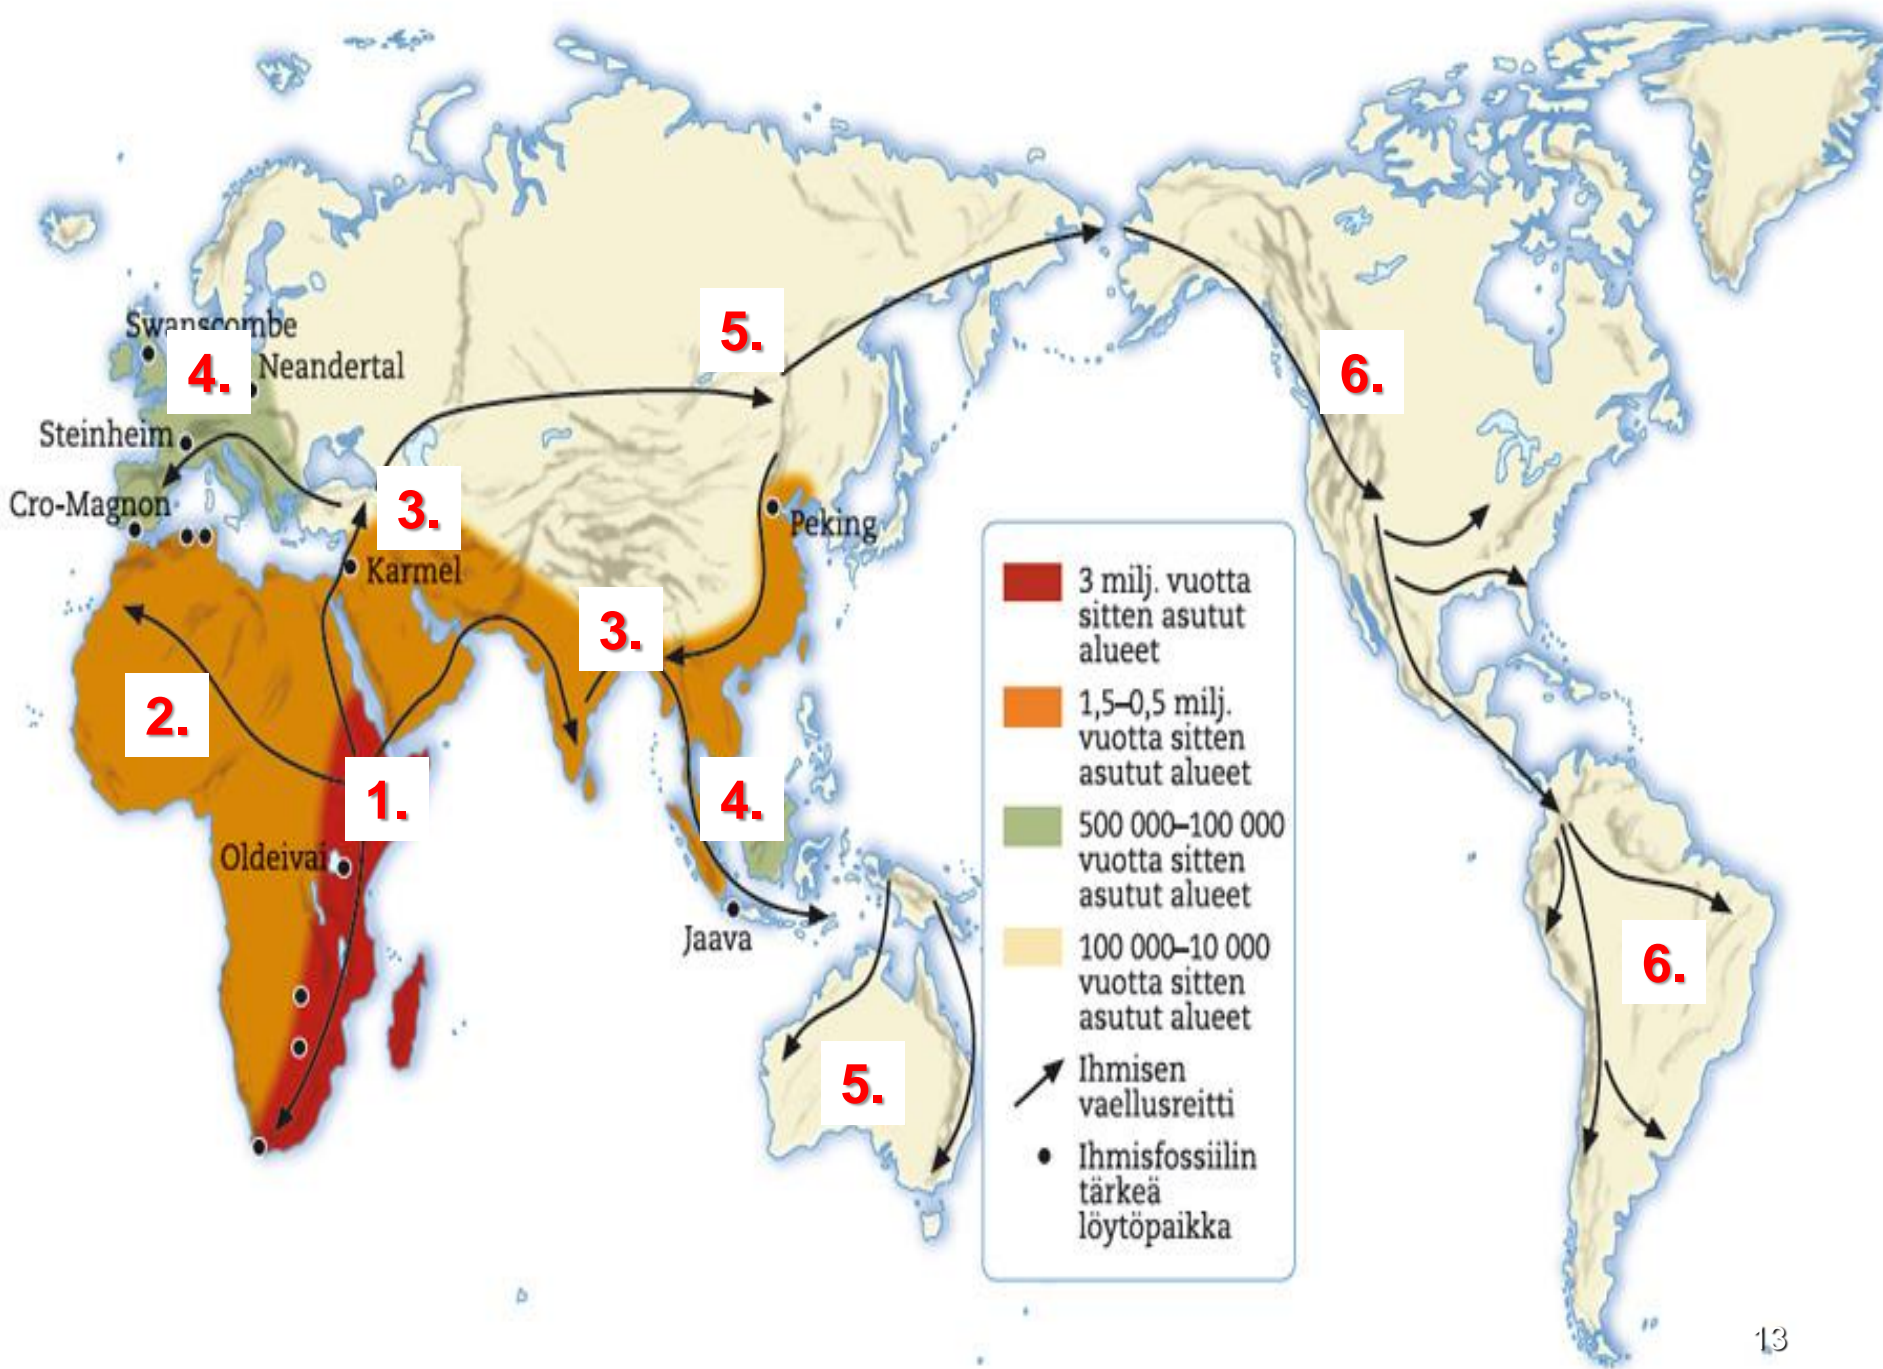 5.
Swanscombe
4.
Neandertal
6.
Steinheim
3.
Cro-Magnon
Peking
Karmel
3.
2.
1.
4.
Oldeivai
Jaava
6.
5.
3 milj. vuotta
sitten asutut
alueet
1,5–0,5 milj.
vuotta sitten
asutut alueet
500 000–100 000
vuotta sitten
asutut alueet
100 000–10 000
vuotta sitten
asutut alueet
Ihmisen
vaellusreitti
Ihmisfossiilin
tärkeä
löytöpaikka
13